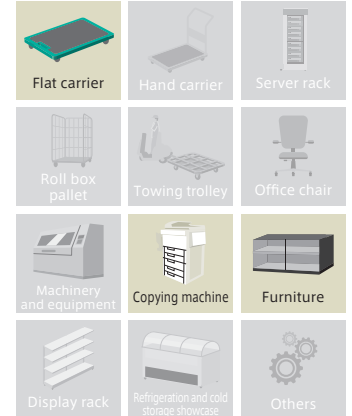 Flat carrier
Hand carrier
Server rack
Roll box
pallet
Towing trolley
Office chair
Machinery
and equipment
Copying machine
Furniture
Display rack
Refrigeration and cold
storage showcase
Others